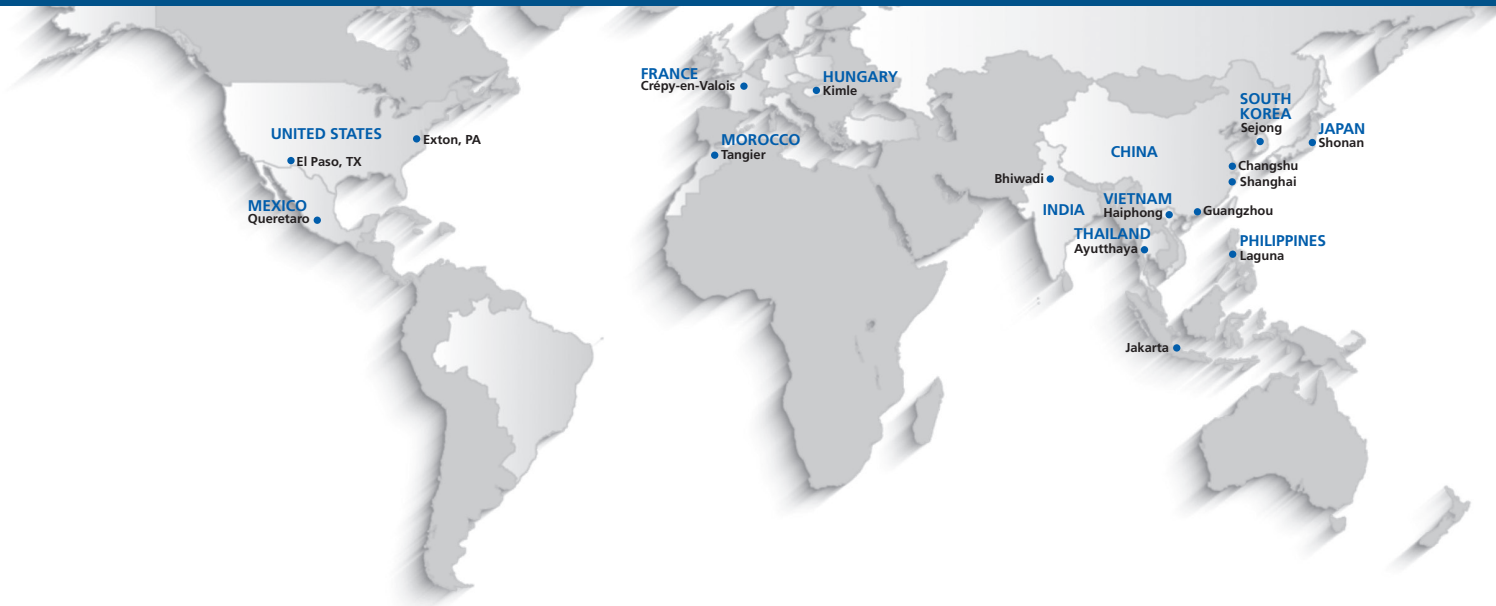 UNITED STATES
Exton, PA
El Paso, TX
MEXICO
Queretaro
FRANCE
Crépy-en-Valois
HUNGARY
Kimle
MOROCCO
Tangier
SOUTH
KOREA
Sejong
JAPAN
Shonan
CHINA
Changshu
Shanghai
Bhiwadi
INDIA
VIETNAM
Haiphong
Guangzhou
THAILAND
Ayutthaya
PHILIPPINES
Laguna
Jakarta